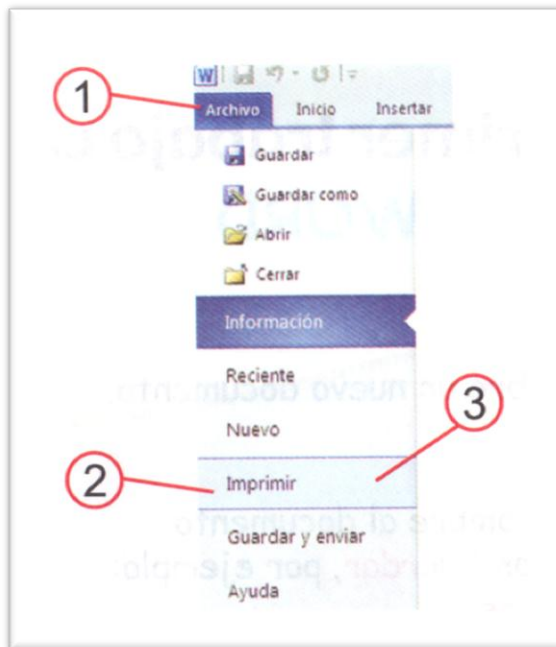 W
1
Archivo Inicio Insertar
Guardar
Guardar como
Abrir
Cerrar
Información
Reciente
Nuevo
3
2
Imprimir
Guardar y enviar
Ayuda